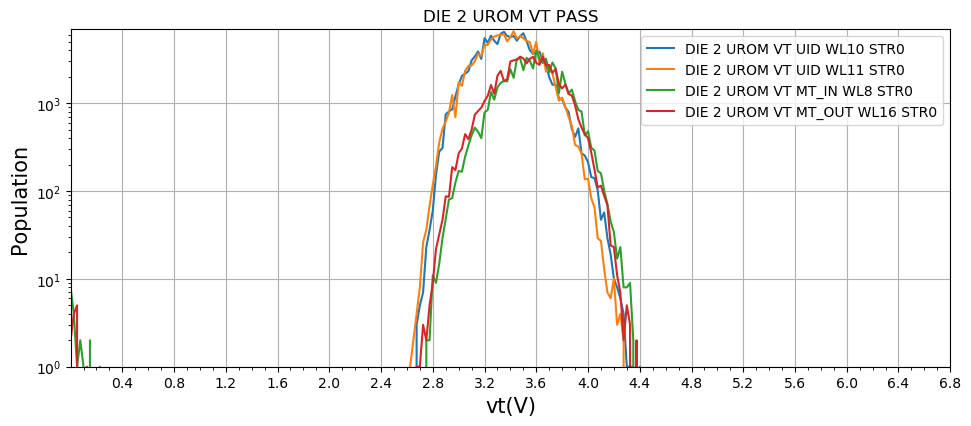 DIE 2 UROM VT PASS
DIE 2 UROM VT UID WL10 STR0
DIE 2 UROM VT UID WL11 STR0
DIE 2 UROM VT MT_IN WL8 STR0
DIE 2 UROM VT MT_OUT WL16 STR0
Population
10³
10²
10¹
10⁰
0.4 0.8 1.2 1.6 2.0 2.4 2.8 3.2 3.6 4.0 4.4 4.8 5.2 5.6 6.0 6.4 6.8
vt(V)